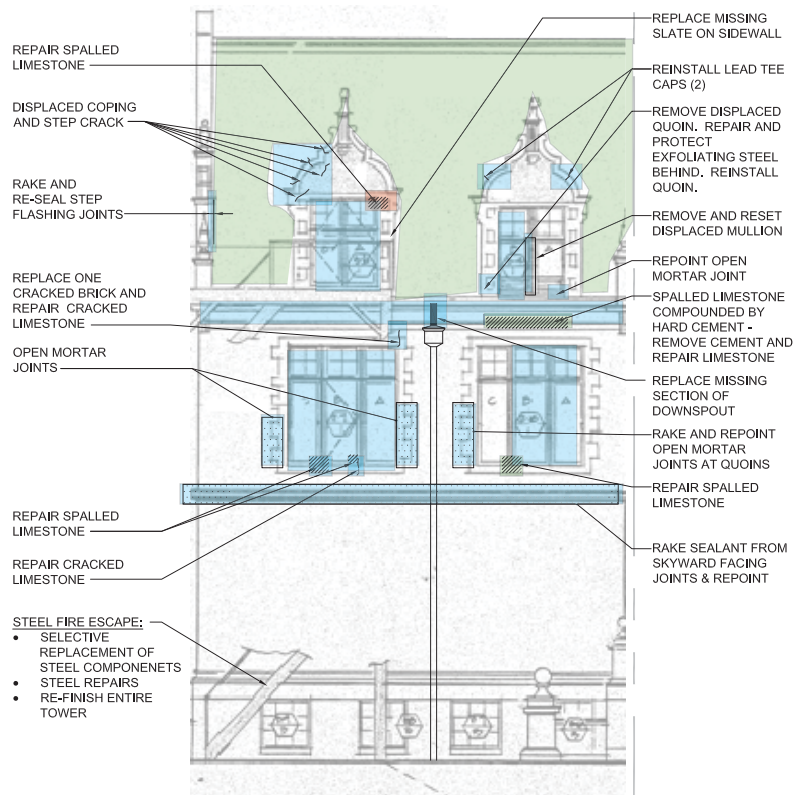 REPAIR SPALLED
LIMESTONE
DISPLACED COPING
AND STEP CRACK
RAKE AND
RE-SEAL STEP
FLASHING JOINTS
REPLACE ONE
CRACKED BRICK AND
REPAIR CRACKED
LIMESTONE
OPEN MORTAR
JOINTS
REPAIR SPALLED
LIMESTONE
REPAIR CRACKED
LIMESTONE
STEEL FIRE ESCAPE:
• SELECTIVE
REPLACEMENT OF
STEEL COMPONENETS
• STEEL REPAIRS
• RE-FINISH ENTIRE
TOWER
REPLACE MISSING
SLATE ON SIDEWALL
REINSTALL LEAD TEE
CAPS (2)
REMOVE DISPLACED
QUOIN. REPAIR AND
PROTECT
EXFOLIATING STEEL
BEHIND. REINSTALL
QUOIN.
REMOVE AND RESET
DISPLACED MULLION
REPOINT OPEN
MORTAR JOINT
SPALLED LIMESTONE
COMPOUNDED BY
HARD CEMENT -
REMOVE CEMENT AND
REPAIR LIMESTONE
REPLACE MISSING
SECTION OF
DOWNSPOUT
RAKE AND REPOINT
OPEN MORTAR
JOINTS AT QUOINS
REPAIR SPALLED
LIMESTONE
RAKE SEALANT FROM
SKYWARD FACING
JOINTS & REPOINT